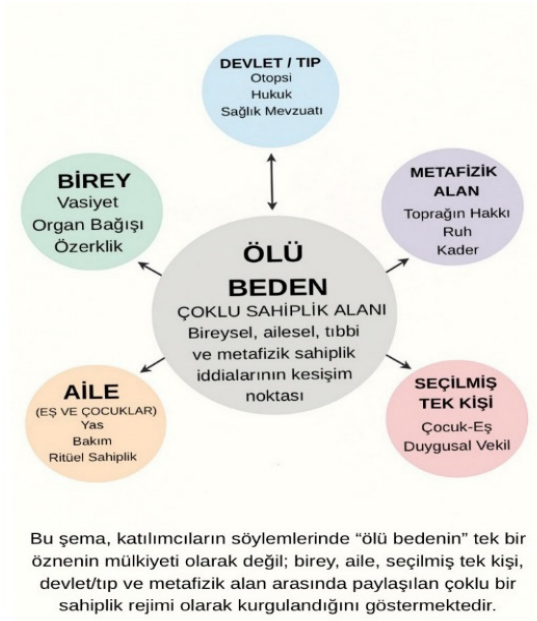 DEVLET / TIP
Otopsi
Hukuk
Sağlık Mevzuatı
BİREY
Vasiyet
Organ Bağışı
Özerklik
METAFİZİK
ALAN
Toprağın Hakkı
Ruh
Kader
ÖLÜ
BEDEN
ÇOKLU SAHİPLİK ALANI
Bireysel, ailesel, tıbbi
ve metafizik sahiplik
iddialarının kesişim
noktası
AİLE
(EŞ VE ÇOCUKLAR)
Yas
Bakım
Ritüel Sahiplik
SEÇİLMİŞ
TEK KİŞİ
Çocuk-Eş
Duygusal Vekil
Bu şema, katılımcıların söylemlerinde “ölü bedenin” tek bir
öznenin mülkiyeti olarak değil; birey, aile, seçilmiş tek kişi,
devlet/tıp ve metafizik alan arasında paylaşılan çoklu bir
sahiplik rejimi olarak kurgulandığını göstermektedir.